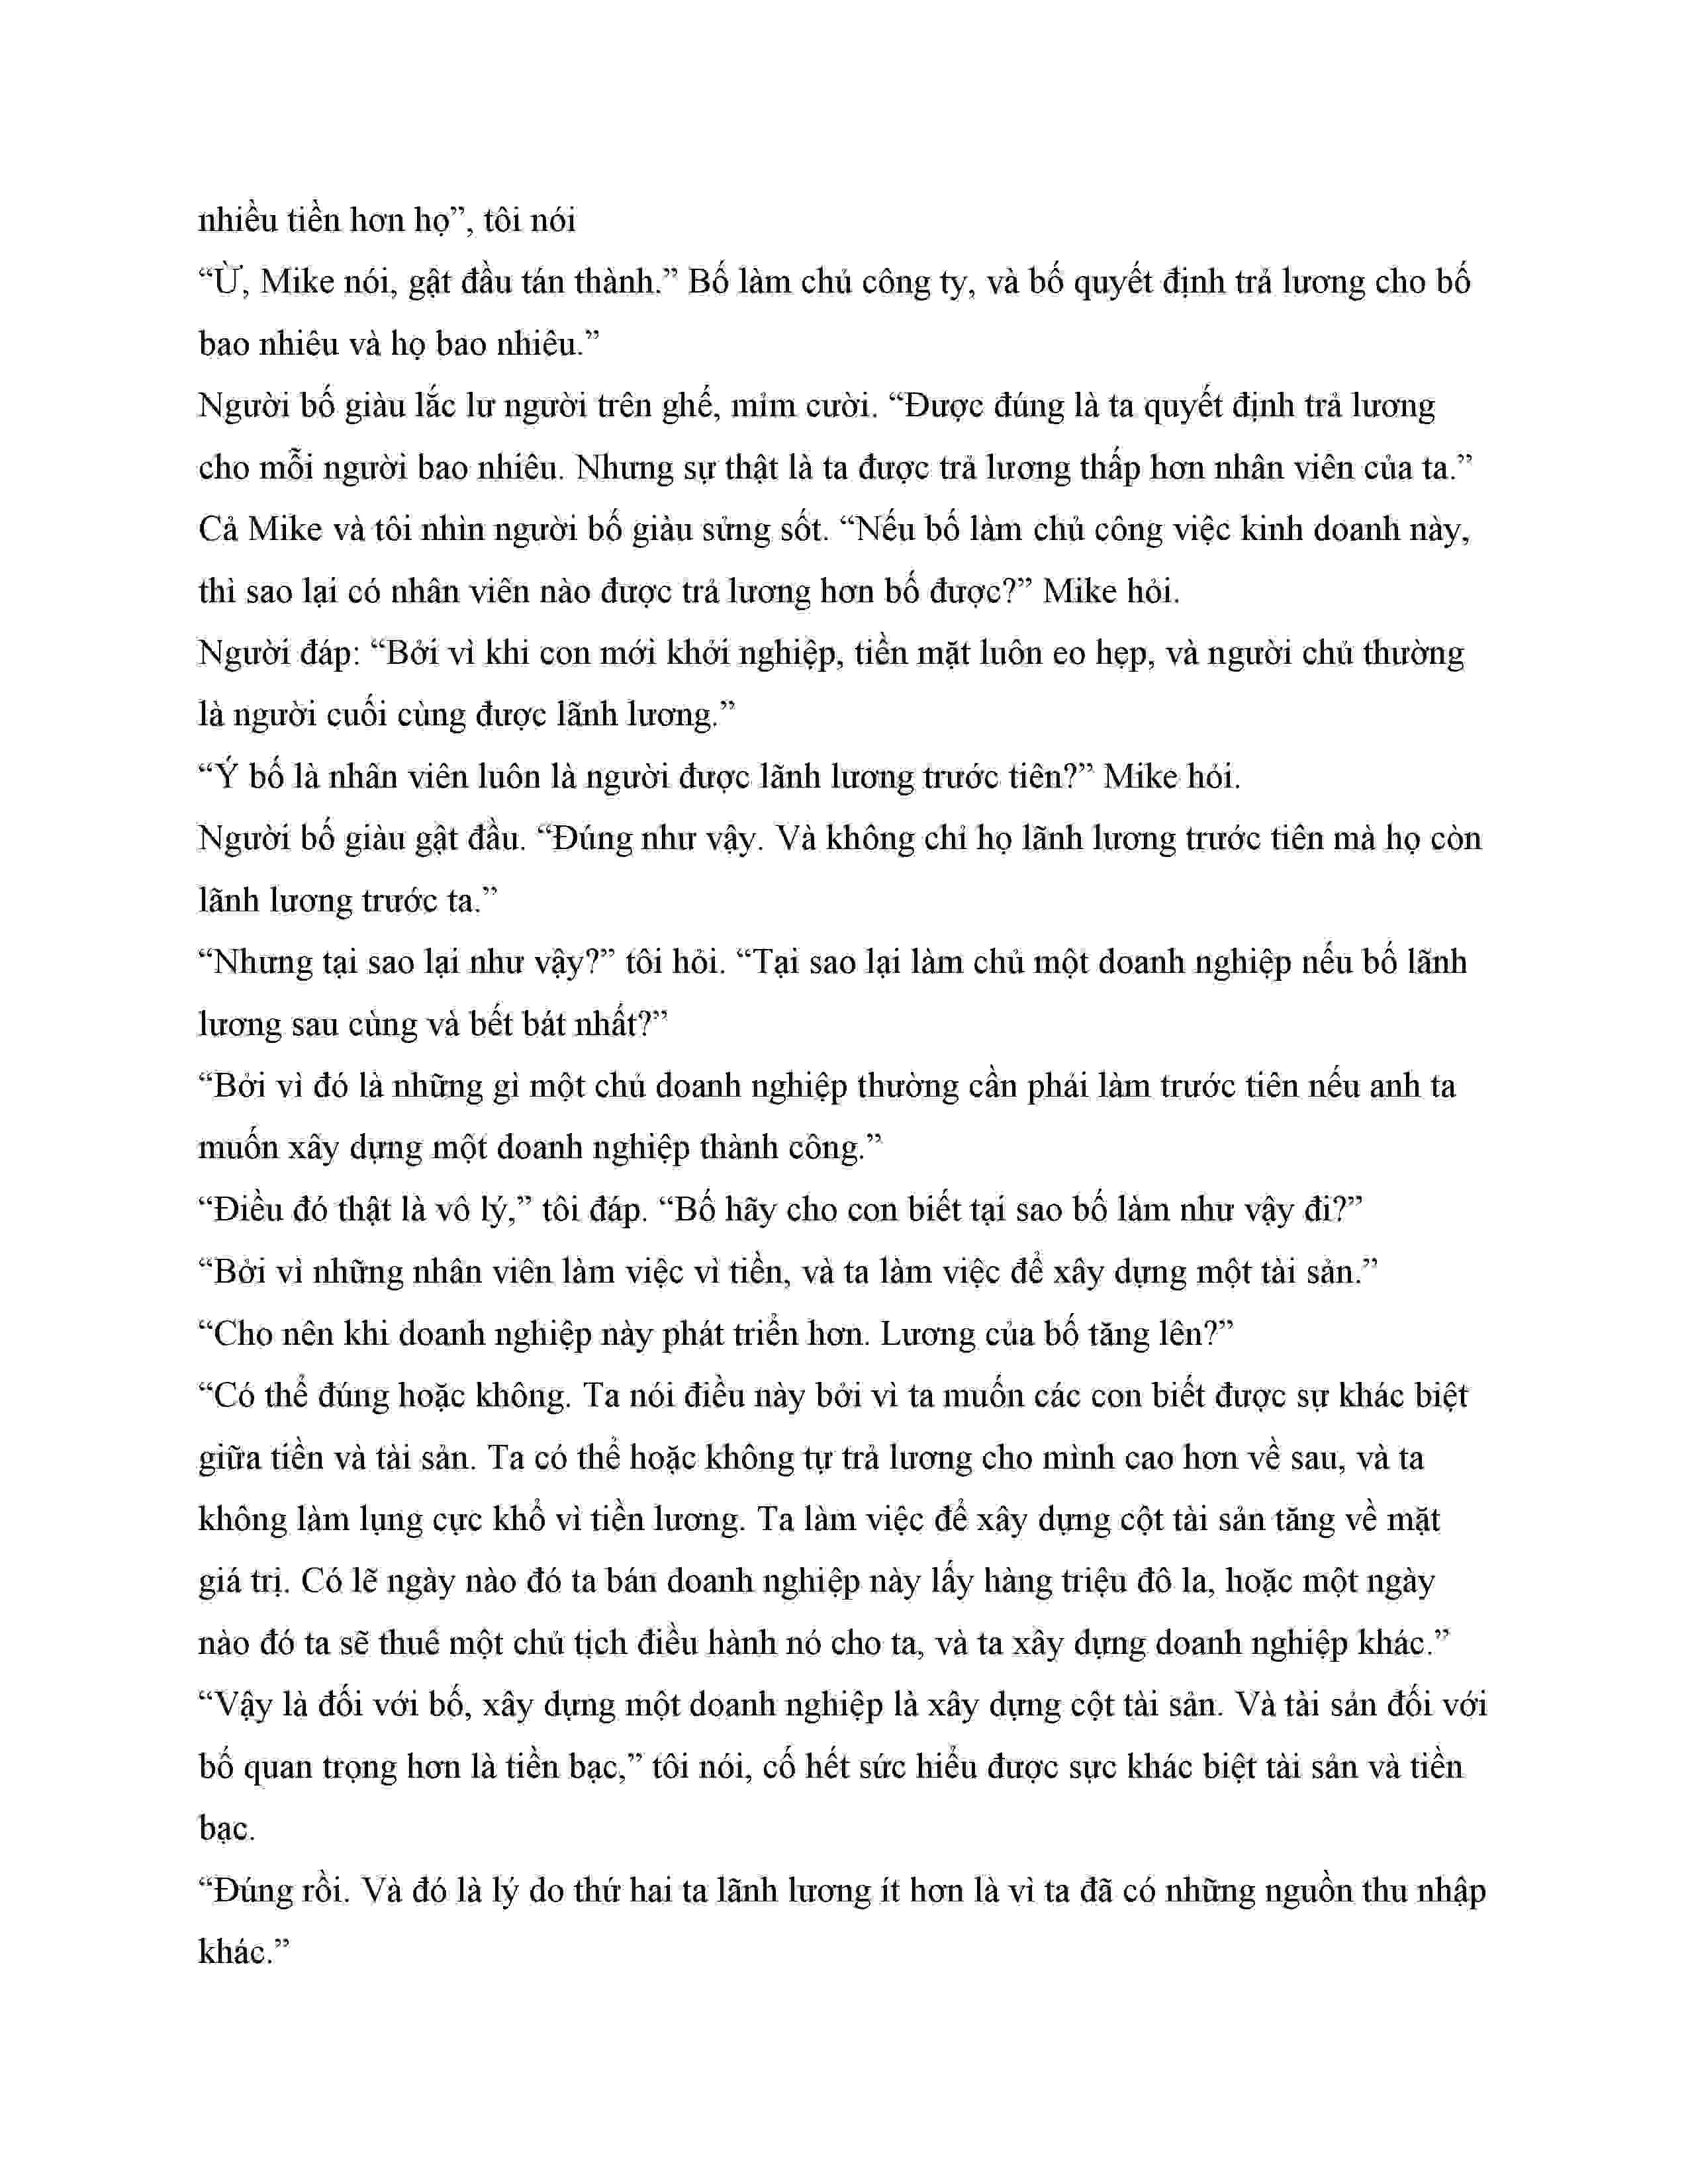 nhiều tiền hơn họ”, tôi nói
“Ừ, Mike nói, gật đầu tán thành.” Bố làm chủ công ty, và bố quyết định trả lương cho bố
bao nhiêu và họ bao nhiêu.”
Người bố giàu lắc lư người trên ghế, mỉm cười. “Được đúng là ta quyết định trả lương
cho mỗi người bao nhiêu. Nhưng sự thật là ta được trả lương thấp hơn nhân viên của ta.”
Cả Mike và tôi nhìn người bố giàu sửng sốt. “Nếu bố làm chủ công việc kinh doanh này,
thì sao lại có nhân viên nào được trả lương hơn bố được?” Mike hỏi.
Người đáp: “Bởi vì khi con mới khởi nghiệp, tiền mặt luôn eo hẹp, và người chủ thường
là người cuối cùng được lãnh lương.”
“Ý bố là nhân viên luôn là người được lãnh lương trước tiên?” Mike hỏi.
Người bố giàu gật đầu. “Đúng như vậy. Và không chỉ họ lãnh lương trước tiên mà họ còn
lãnh lương trước ta.”
“Nhưng tại sao lại như vậy?” tôi hỏi. “Tại sao lại làm chủ một doanh nghiệp nếu bố lãnh
lương sau cùng và bết bát nhất?”
“Bởi vì đó là những gì một chủ doanh nghiệp thường cần phải làm trước tiên nếu anh ta
muốn xây dựng một doanh nghiệp thành công.”
“Điều đó thật là vô lý,” tôi đáp. “Bố hãy cho con biết tại sao bố làm như vậy đi?”
“Bởi vì những nhân viên làm việc vì tiền, và ta làm việc để xây dựng một tài sản.”
“Cho nên khi doanh nghiệp này phát triển hơn. Lương của bố tăng lên?”
“Có thể đúng hoặc không. Ta nói điều này bởi vì ta muốn các con biết được sự khác biệt
giữa tiền và tài sản. Ta có thể hoặc không tự trả lương cho mình cao hơn về sau, và ta
không làm lụng cực khổ vì tiền lương. Ta làm việc để xây dựng cột tài sản tăng về mặt
giá trị. Có lẽ ngày nào đó ta bán doanh nghiệp này lấy hàng triệu đô la, hoặc một ngày
nào đó ta sẽ thuê một chủ tịch điều hành nó cho ta, và ta xây dựng doanh nghiệp khác.”
“Vậy là đối với bố, xây dựng một doanh nghiệp là xây dựng cột tài sản. Và tài sản đối với
bố quan trọng hơn là tiền bạc,” tôi nói, cố hết sức hiểu được sực khác biệt tài sản và tiền
bạc.
“Đúng rồi. Và đó là lý do thứ hai ta lãnh lương ít hơn là vì ta đã có những nguồn thu nhập
khác.”